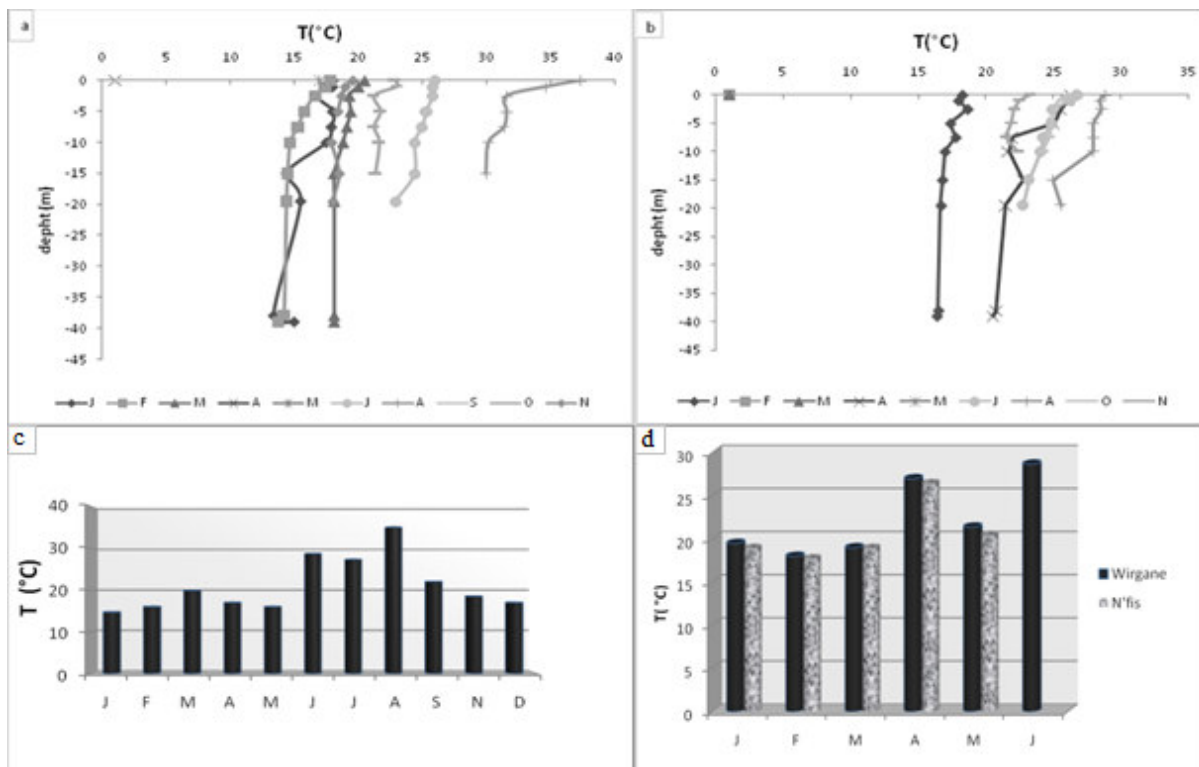 a
T(°C)
0 5 10 15 20 25 30 35 40
0
-5
-10
-15
-20
-25
-30
-35
-40
-45
depht(m)
J F M A M J A S O N
b
T(°C)
0 5 10 15 20 25 30 35
0
-5
-10
-15
-20
-25
-30
-35
-40
-45
depht (m)
J F M A M J A O N
c
T (°C)
40
30
20
10
0
J F M A M J J A S N D
d
T(°C)
30
25
20
15
10
5
0
J F M A M J
Wirgane
N'fis